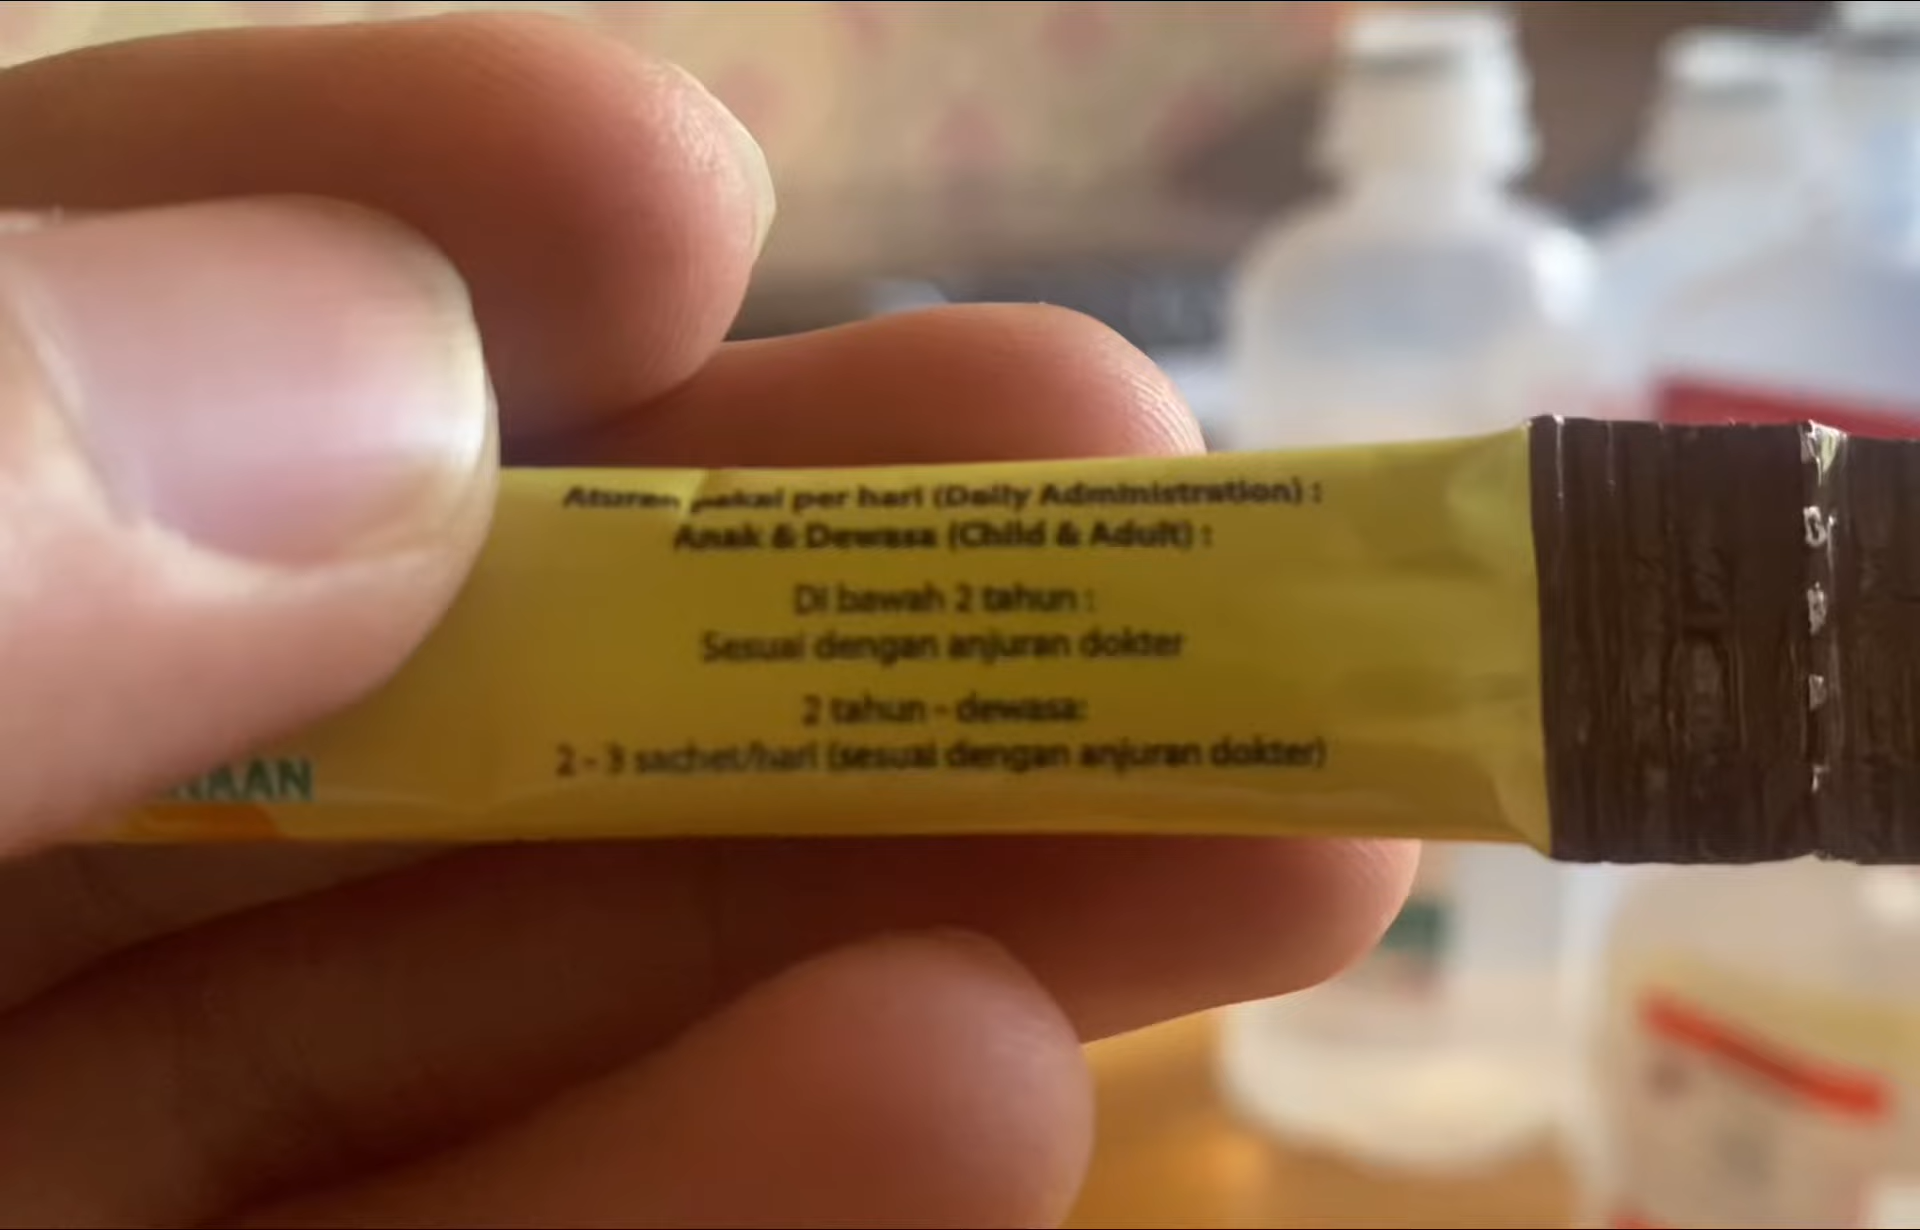 Aturan pakai per hari (Daily Administration) :
Anak & Dewasa (Child & Adult) :
Di bawah 2 tahun :
Sesuai dengan anjuran dokter
2 tahun - dewasa:
2 - 3 sachet/hari (sesuai dengan anjuran dokter)